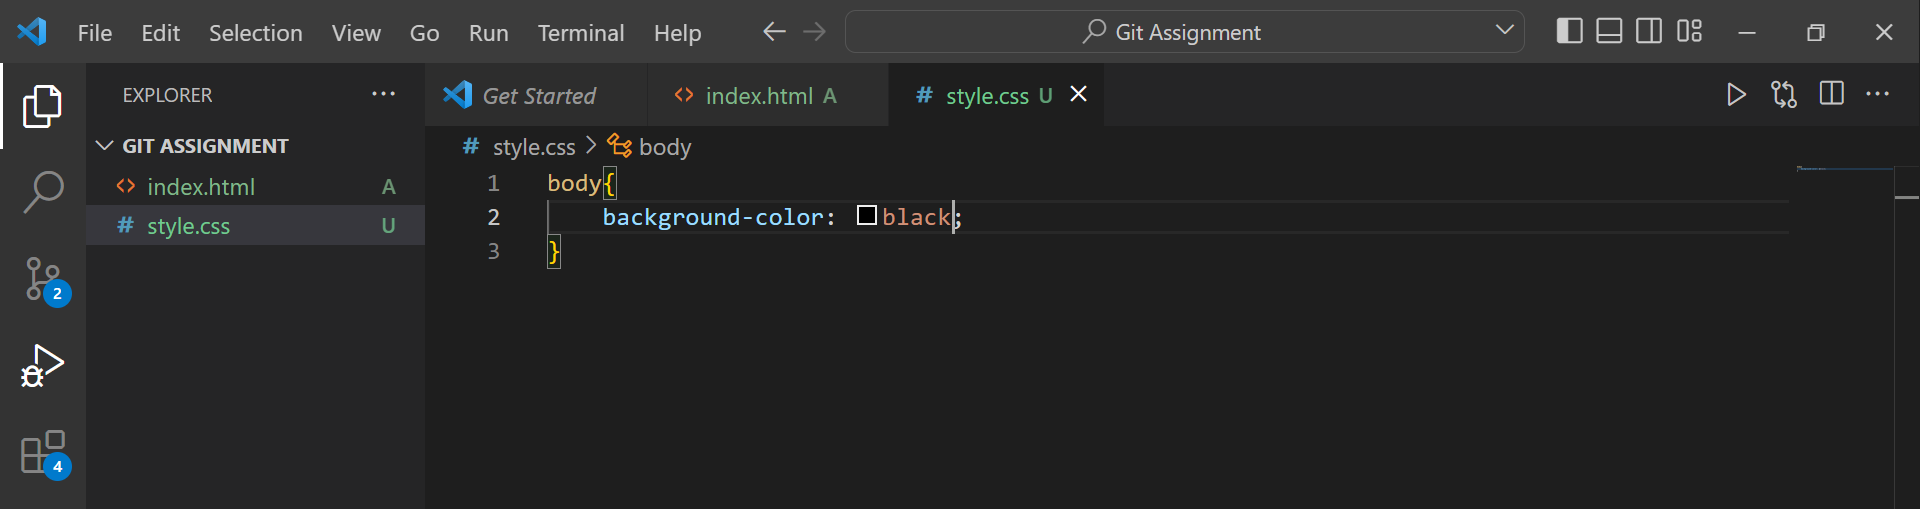 File Edit Selection View Go Run Terminal Help Git Assignment
EXPLORER ...
Get Started index.html A # style.css U
GIT ASSIGNMENT
# style.css > body
index.html A
# style.css U
1 body{
2 background-color: black;
3 }
2
4